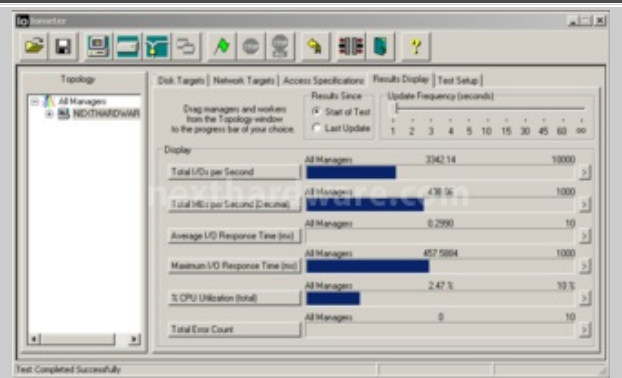 Iometer
Topology
All Managers
NEXTHARDWAR
Disk Targets | Network Targets | Access Specifications | Results Display | Test Setup
Drag managers and workers
from the Topology window
to the progress bar of your choice.
Results Since
Start of Test
Last Update
Update Frequency (seconds)
1 2 3 4 5 10 15 30 45 60 ∞
Display
All Managers 3342.14 10000
Total I/Os per Second
All Managers 438.06 1000
Total MBs per Second (Decimal)
nexthardware.com
All Managers 0.2990 10
Average I/O Response Time (ms)
All Managers 457.5884 1000
Maximum I/O Response Time (ms)
All Managers 2.47 % 10 %
% CPU Utilization (total)
All Managers 0 10
Total Error Count
Test Completed Successfully